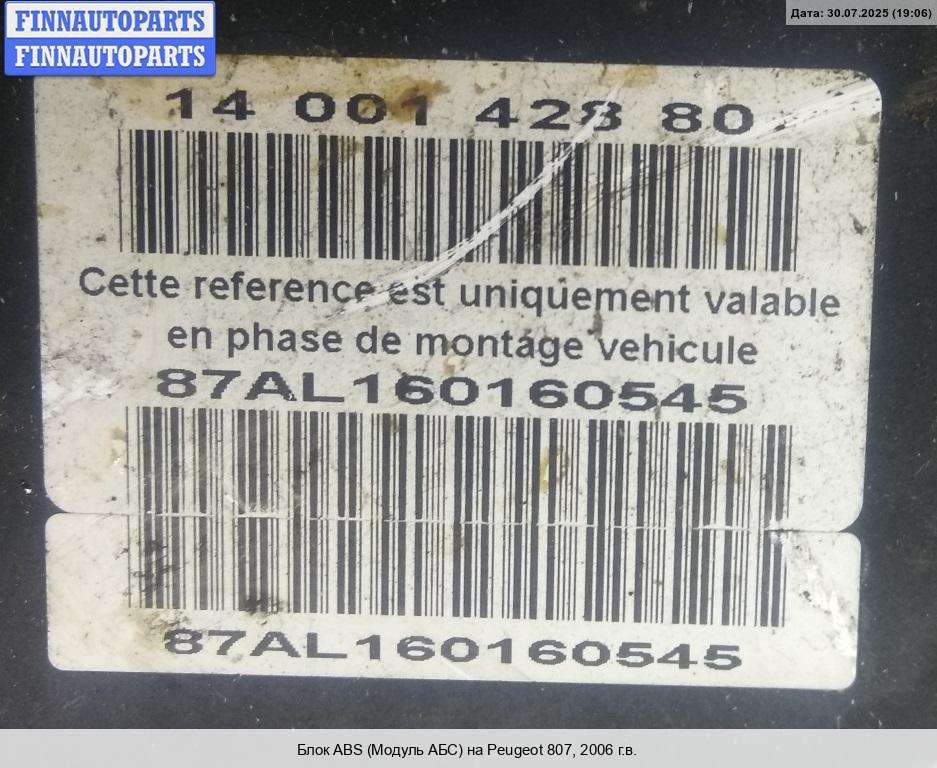 FINNAUTOPARTS
FINNAUTOPARTS
Дата: 30.07.2025 (19:06)
14 001 428 80
Cette reference est uniquement valable
en phase de montage vehicule
87AL160160545
87AL160160545
Блок ABS (Модуль АБС) на Peugeot 807, 2006 г.в.